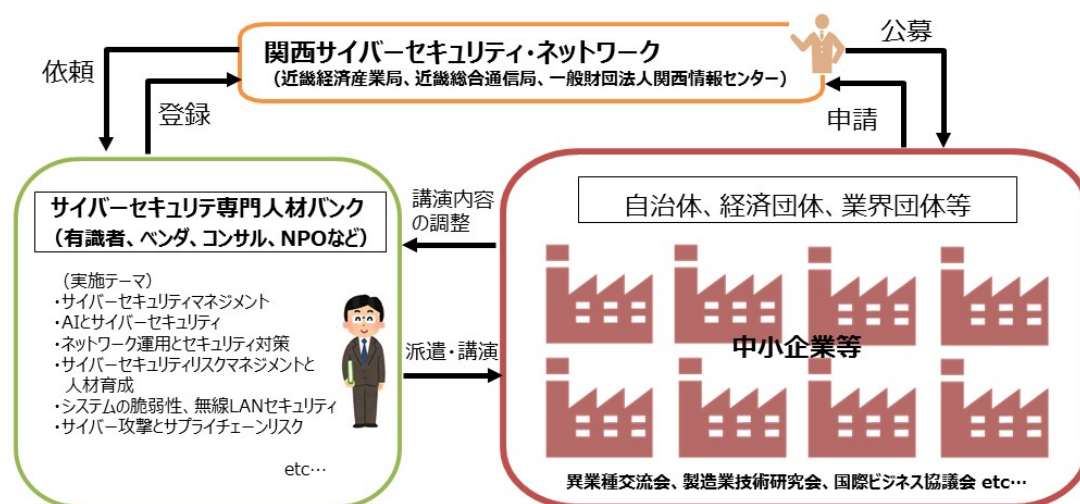 関西サイバーセキュリティ・ネットワーク
（近畿経済産業局、近畿総合通信局、一般財団法人関西情報センター）
依頼
登録
公募
申請
サイバーセキュリテ専門人材バンク
（有識者、ベンダ、コンサル、NPOなど）
（実施テーマ）
・サイバーセキュリティマネジメント
・AIとサイバーセキュリティ
・ネットワーク運用とセキュリティ対策
・サイバーセキュリティリスクマネジメントと
人材育成
・システムの脆弱性、無線LANセキュリティ
・サイバー攻撃とサプライチェーンリスク
etc…
講演内容
の調整
派遣・講演
自治体、経済団体、業界団体等
中小企業等
異業種交流会、製造業技術研究会、国際ビジネス協議会 etc…